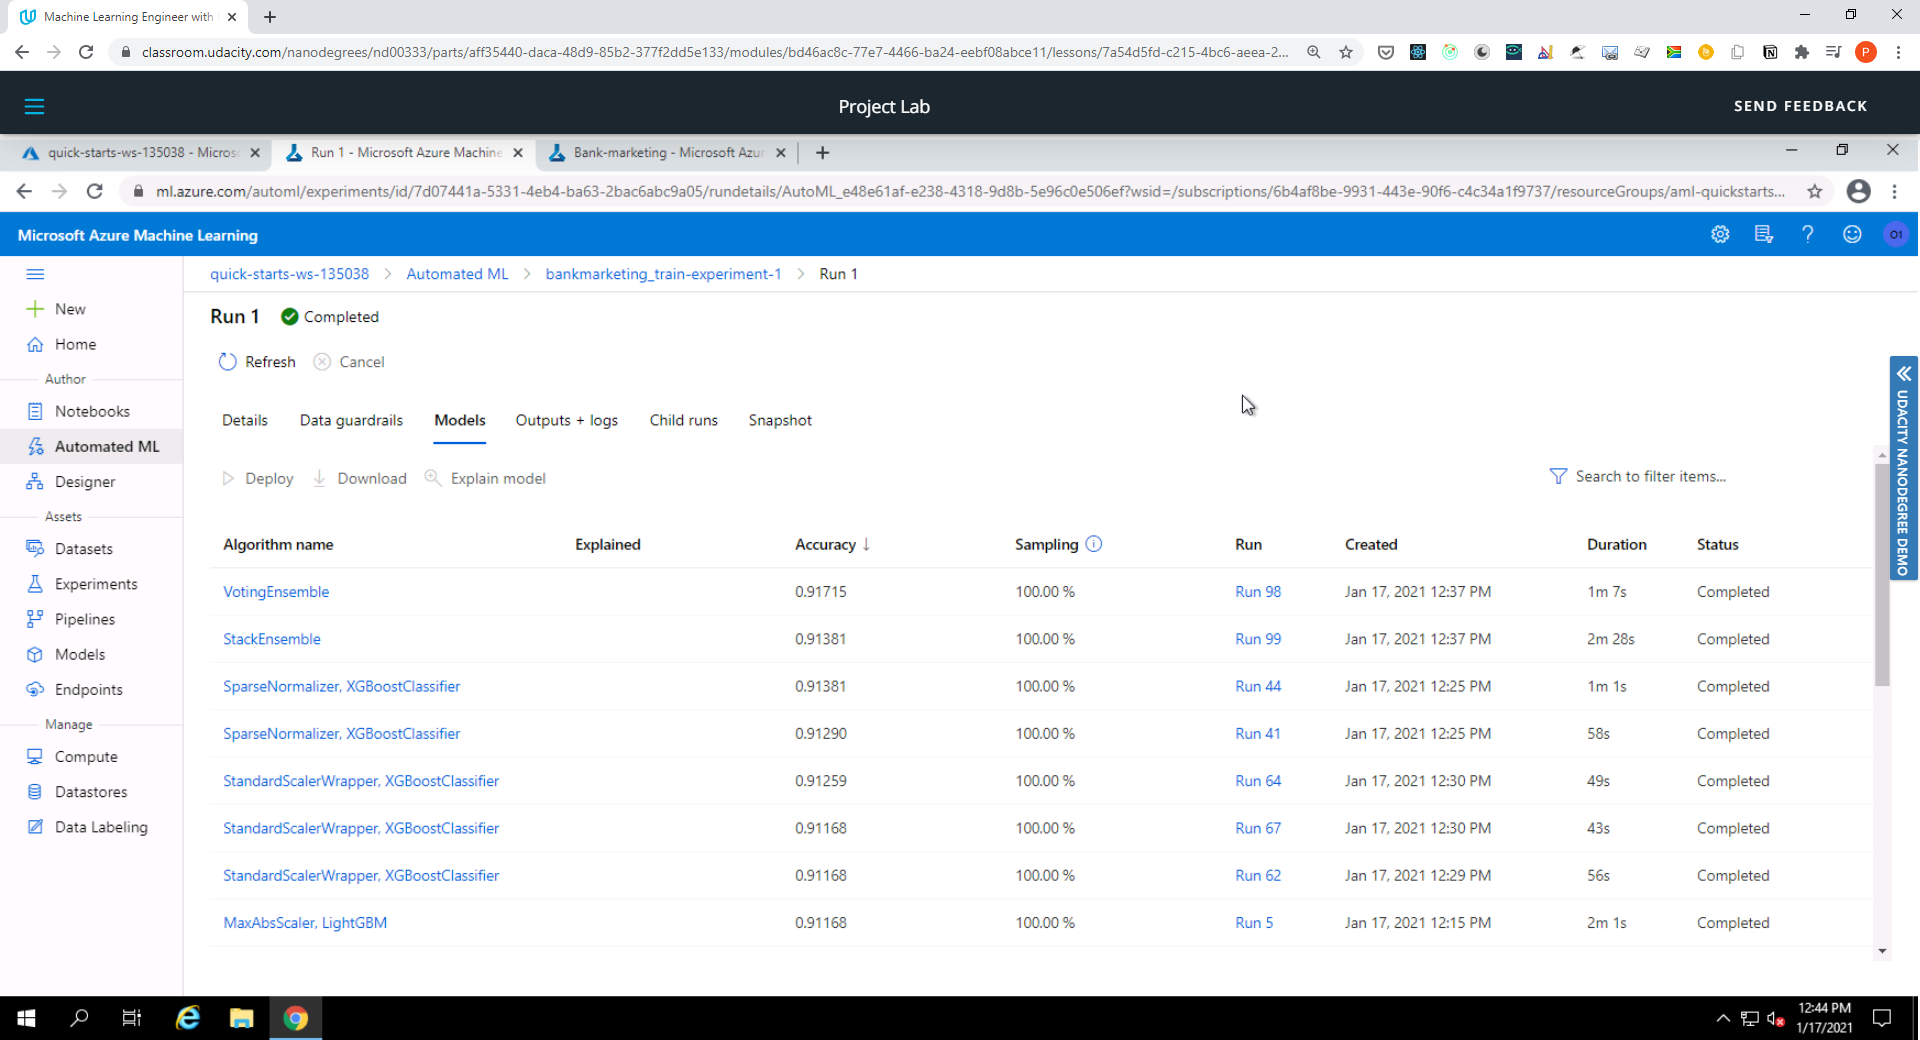 Machine Learning Engineer with
classroom.udacity.com/nanodegrees/nd00333/parts/aff35440-daca-48d9-85b2-377f2dd5e133/modules/bd46ac8c-77e7-4466-ba24-eebf08abce11/lessons/7a54d5fd-c215-4bc6-aeea-2...
P
Project Lab
SEND FEEDBACK
quick-starts-ws-135038 - Micros
Run 1 - Microsoft Azure Machine
Bank-marketing - Microsoft Azur
ml.azure.com/automl/experiments/id/7d07441a-5331-4eb4-ba63-2bac6abc9a05/rundetails/AutoML_e48e61af-e238-4318-9d8b-5e96c0e506ef?wsid=/subscriptions/6b4af8be-9931-443e-90f6-c4c34a1f9737/resourceGroups/aml-quickstarts...
Microsoft Azure Machine Learning
O1
quick-starts-ws-135038 > Automated ML > bankmarketing_train-experiment-1 > Run 1
New
Home
Author
Notebooks
Automated ML
Designer
Assets
Datasets
Experiments
Pipelines
Models
Endpoints
Manage
Compute
Datastores
Data Labeling
Run 1 Completed
Refresh Cancel
Details Data guardrails Models Outputs + logs Child runs Snapshot
Deploy Download Explain model Search to filter items...
Algorithm name Explained Accuracy ↓ Sampling Run Created Duration Status
VotingEnsemble 0.91715 100.00 % Run 98 Jan 17, 2021 12:37 PM 1m 7s Completed
StackEnsemble 0.91381 100.00 % Run 99 Jan 17, 2021 12:37 PM 2m 28s Completed
SparseNormalizer, XGBoostClassifier 0.91381 100.00 % Run 44 Jan 17, 2021 12:25 PM 1m 1s Completed
SparseNormalizer, XGBoostClassifier 0.91290 100.00 % Run 41 Jan 17, 2021 12:25 PM 58s Completed
StandardScalerWrapper, XGBoostClassifier 0.91259 100.00 % Run 64 Jan 17, 2021 12:30 PM 49s Completed
StandardScalerWrapper, XGBoostClassifier 0.91168 100.00 % Run 67 Jan 17, 2021 12:30 PM 43s Completed
StandardScalerWrapper, XGBoostClassifier 0.91168 100.00 % Run 62 Jan 17, 2021 12:29 PM 56s Completed
MaxAbsScaler, LightGBM 0.91168 100.00 % Run 5 Jan 17, 2021 12:15 PM 2m 1s Completed
UDACITY NANODEGREE DEMO
12:44 PM
1/17/2021